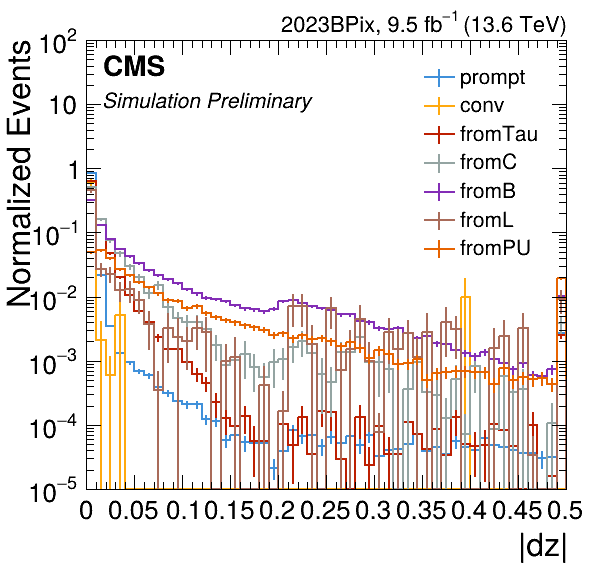 2023BPix, 9.5 fb⁻¹ (13.6 TeV)
CMS
Simulation Preliminary
prompt
conv
fromTau
fromC
fromB
fromL
fromPU
Normalized Events
10²
10
1
10⁻¹
10⁻²
10⁻³
10⁻⁴
10⁻⁵
0 0.05 0.1 0.15 0.2 0.25 0.3 0.35 0.4 0.45 0.5
|dz|